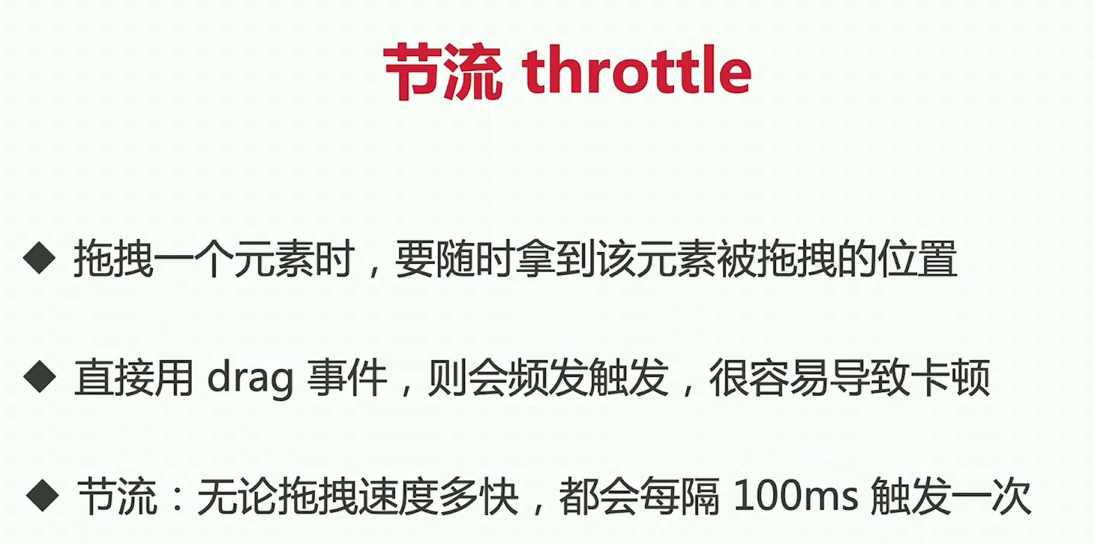 节流 throttle
◆ 拖拽一个元素时，要随时拿到该元素被拖拽的位置
◆ 直接用 drag 事件，则会频发触发，很容易导致卡顿
◆ 节流：无论拖拽速度多快，都会每隔 100ms 触发一次